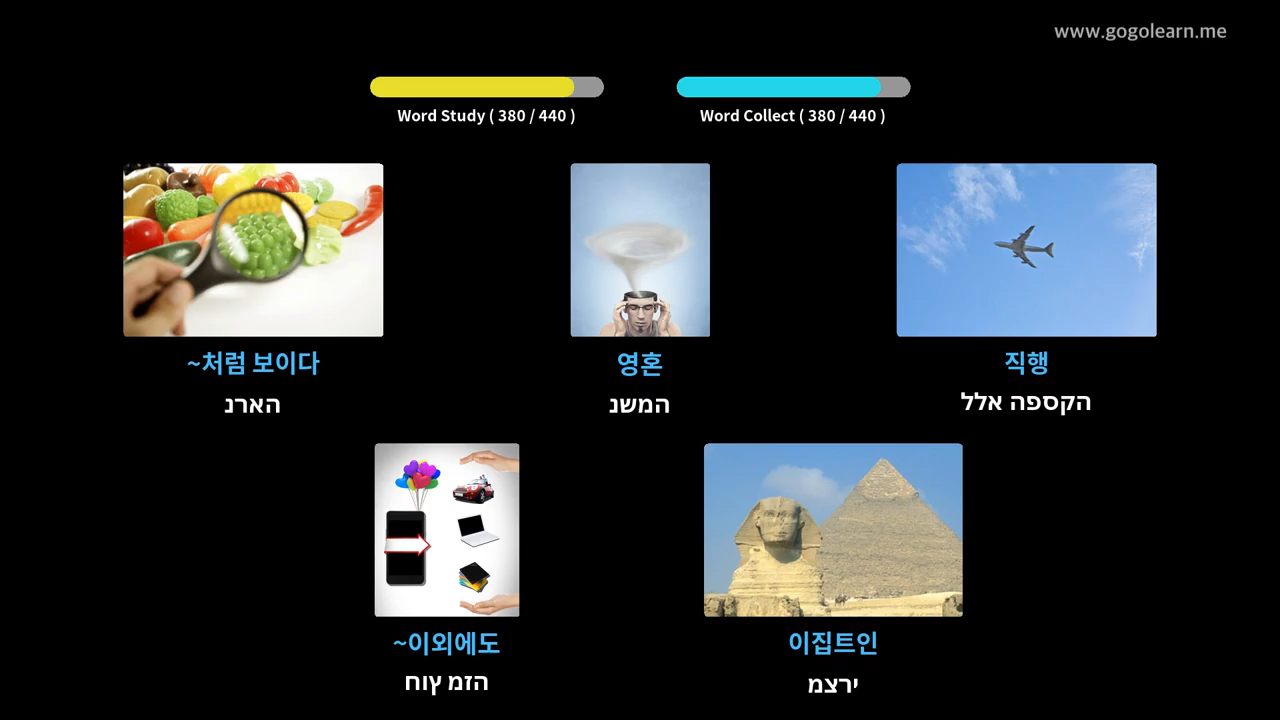 www.gogolearn.me
Word Study ( 380 / 440 )
Word Collect ( 380 / 440 )
~처럼 보이다
הארנ
영혼
המשנ
직행
הקספה אלל
~이외에도
הזמ ץוח
이집트인
ירצמ